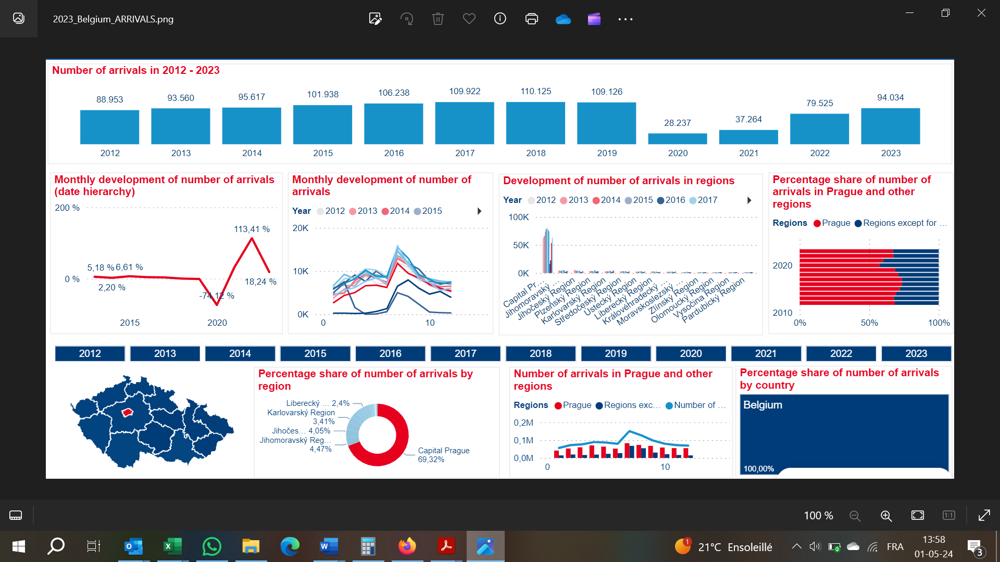 2023_Belgium_ARRIVALS.png
Number of arrivals in 2012 - 2023
88.953
93.560
95.617
101.938
106.238
109.922
110.125
109.126
28.237
37.264
79.525
94.034
2012
2013
2014
2015
2016
2017
2018
2019
2020
2021
2022
2023
Monthly development of number of arrivals
(date hierarchy)
200 %
113,41 %
5,18 %
6,61 %
0 %
2,20 %
18,24 %
-74,12 %
2015
2020
Monthly development of number of
arrivals
Year 2012 2013 2014 2015
20K
10K
0K
0
10
Development of number of arrivals in regions
Year 2012 2013 2014 2015 2016 2017
100K
50K
0K
Capital Pr…
Jihomoravský …
Jihočeský Region
Plzeňský Region
Karlovarský Region
Středočeský Region
Ústecký Region
Liberecký Region
Královéhradecký …
Moravskoslezsk…
Zlínský Region
Olomoucký Region
Vysočina Region
Pardubický Region
Percentage share of number of
arrivals in Prague and other
regions
Regions Prague Regions except for …
2020
2010
0%
50%
100%
2012
2013
2014
2015
2016
2017
2018
2019
2020
2021
2022
2023
Percentage share of number of arrivals by
region
Liberecký … 2,4%
Karlovarský Region
3,41%
Jihočes… 4,05%
Jihomoravský Reg…
4,47%
Capital Prague
69,32%
Number of arrivals in Prague and other
regions
Regions Prague Regions exc… Number of …
0,2M
0,1M
0,0M
0
10
Percentage share of number of arrivals
by country
Belgium
100,00%
100 %
1:1
1
21°C Ensoleillé
FRA
13:58
01-05-24
3